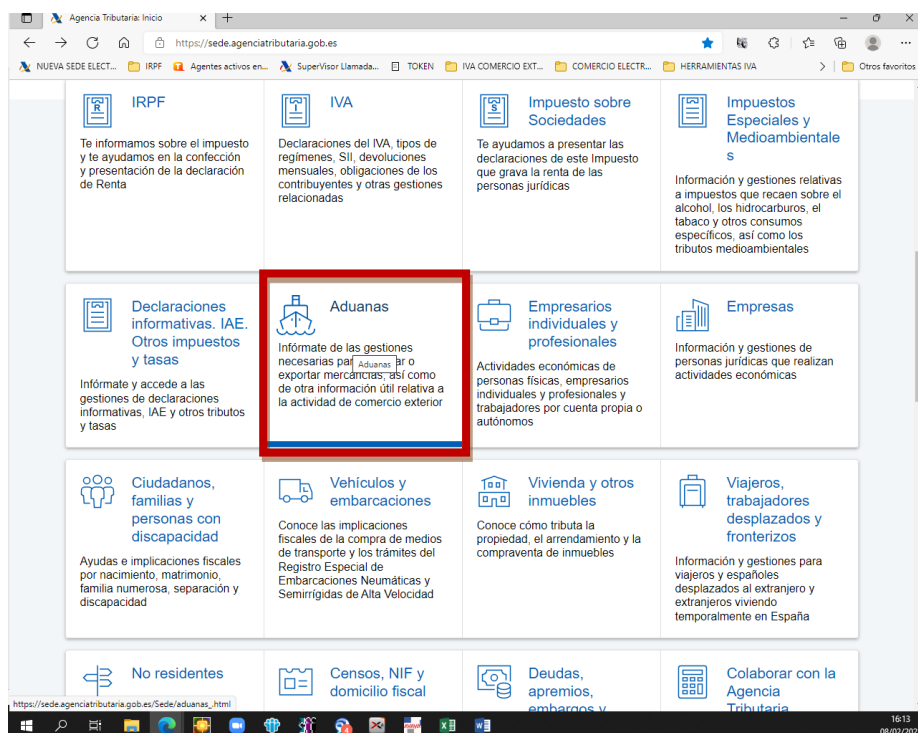 Agencia Tributaria: Inicio
https://sede.agenciatributaria.gob.es
NUEVA SEDE ELECT...
IRPF
Agentes activos en...
SuperVisor Llamada...
TOKEN
IVA COMERCIO EXT...
COMERCIO ELECTR...
HERRAMIENTAS IVA
Otros favoritos
IRPF
Te informamos sobre el impuesto
y te ayudamos en la confección
y presentación de la declaración
de Renta
IVA
Declaraciones del IVA, tipos de
regímenes, SII, devoluciones
mensuales, obligaciones de los
contribuyentes y otras gestiones
relacionadas
Impuesto sobre
Sociedades
Te ayudamos a presentar las
declaraciones de este Impuesto
que grava la renta de las
personas jurídicas
Impuestos
Especiales y
Medioambientale
s
Información y gestiones relativas
a impuestos que recaen sobre el
alcohol, los hidrocarburos, el
tabaco y otros consumos
específicos, así como los
tributos medioambientales
Declaraciones
informativas. IAE.
Otros impuestos
y tasas
Infórmate y accede a las
gestiones de declaraciones
informativas, IAE y otros tributos
y tasas
Aduanas
Infórmate de las gestiones
necesarias par ar o
Aduanas
exportar mercancías, así como
de otra información útil relativa a
la actividad de comercio exterior
Empresarios
individuales y
profesionales
Actividades económicas de
personas físicas, empresarios
individuales y profesionales y
trabajadores por cuenta propia o
autónomos
Empresas
Información y gestiones de
personas jurídicas que realizan
actividades económicas
Ciudadanos,
familias y
personas con
discapacidad
Ayudas e implicaciones fiscales
por nacimiento, matrimonio,
familia numerosa, separación y
discapacidad
Vehículos y
embarcaciones
Conoce las implicaciones
fiscales de la compra de medios
de transporte y los trámites del
Registro Especial de
Embarcaciones Neumáticas y
Semirrígidas de Alta Velocidad
Vivienda y otros
inmuebles
Conoce cómo tributa la
propiedad, el arrendamiento y la
compraventa de inmuebles
Viajeros,
trabajadores
desplazados y
fronterizos
Información y gestiones para
viajeros y españoles
desplazados al extranjero y
extranjeros viviendo
temporalmente en España
No residentes
Censos, NIF y
domicilio fiscal
Deudas,
apremios,
embargos y
Colaborar con la
Agencia
Tributaria
https://sede.agenciatributaria.gob.es/Sede/aduanas_.html
16:13
08/02/202